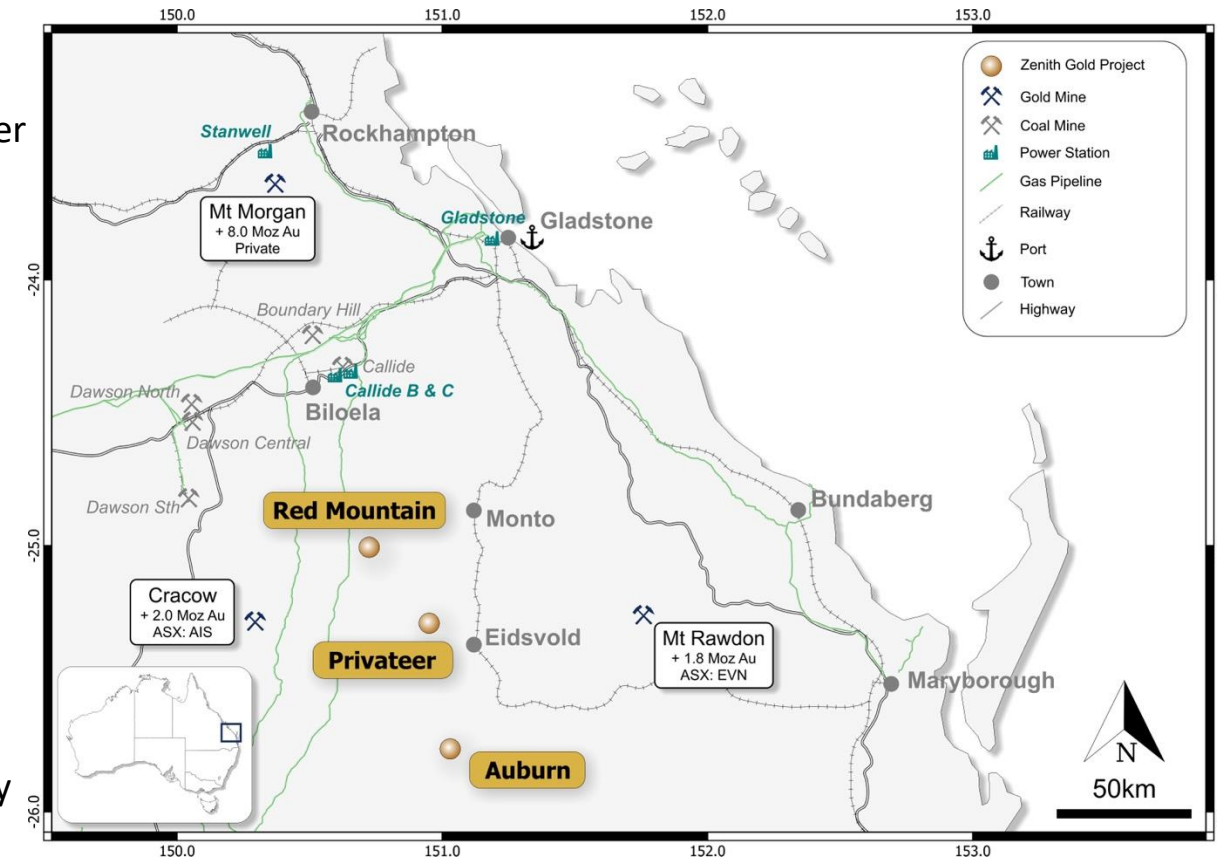 150.0
151.0
152.0
153.0
er
Stanwell
Rockhampton
Mt Morgan
+ 8.0 Moz Au
Private
Gladstone
Gladstone
-24.0
Boundary Hill
Callide
Callide B & C
Dawson North
Biloela
Dawson Central
Dawson Sth
Red Mountain
Monto
Bundaberg
-25.0
Cracow
+ 2.0 Moz Au
ASX: AIS
Privateer
Eidsvold
Mt Rawdon
+ 1.8 Moz Au
ASX: EVN
Maryborough
Auburn
y
-26.0
Zenith Gold Project
Gold Mine
Coal Mine
Power Station
Gas Pipeline
Railway
Port
Town
Highway
N
50km
150.0
151.0
152.0
153.0